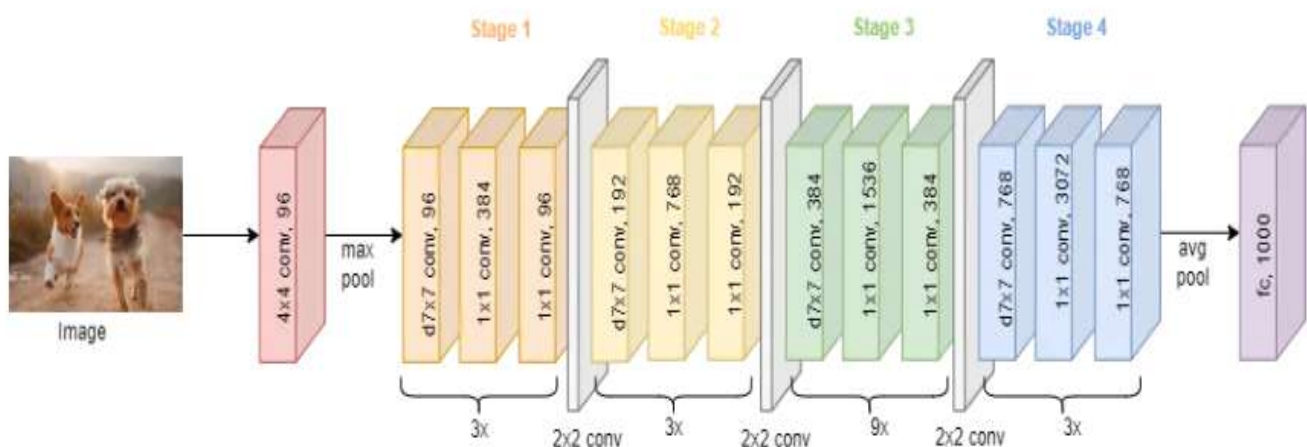 Stage 1
Stage 2
Stage 3
Stage 4
Image
4x4 conv, 96
max
pool
d7x7 conv, 96
1x1 conv, 384
1x1 conv, 96
3x
2x2 conv
d7x7 conv, 192
1x1 conv, 768
1x1 conv, 192
3x
2x2 conv
d7x7 conv, 384
1x1 conv, 1536
1x1 conv, 384
9x
2x2 conv
d7x7 conv, 768
1x1 conv, 3072
1x1 conv, 768
3x
avg
pool
fc, 1000